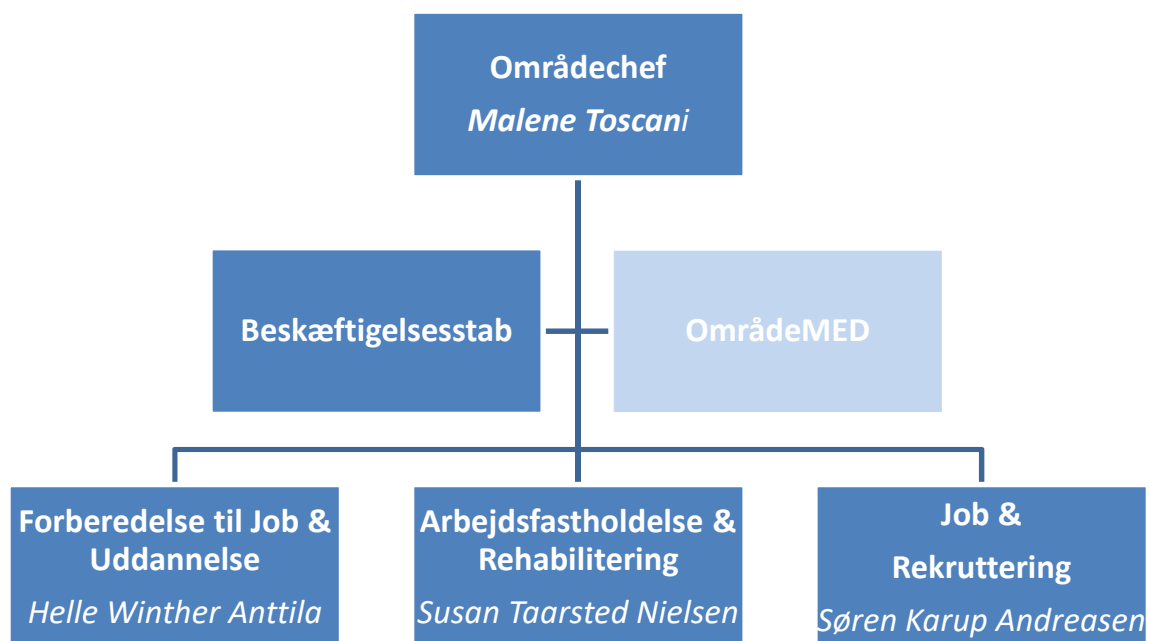 Områdechef
Malene Toscani
Beskæftigelsesstab
OmrådeMED
Forberedelse til Job &
Uddannelse
Helle Winther Anttila
Arbejdsfastholdelse &
Rehabilitering
Susan Taarsted Nielsen
Job &
Rekruttering
Søren Karup Andreasen